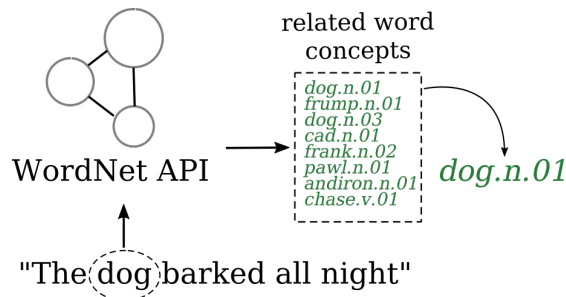 related word
concepts
dog.n.01
frump.n.01
dog.n.03
cad.n.01
frank.n.02
pawl.n.01
andiron.n.01
chase.v.01
dog.n.01
WordNet API
"The dog barked all night"